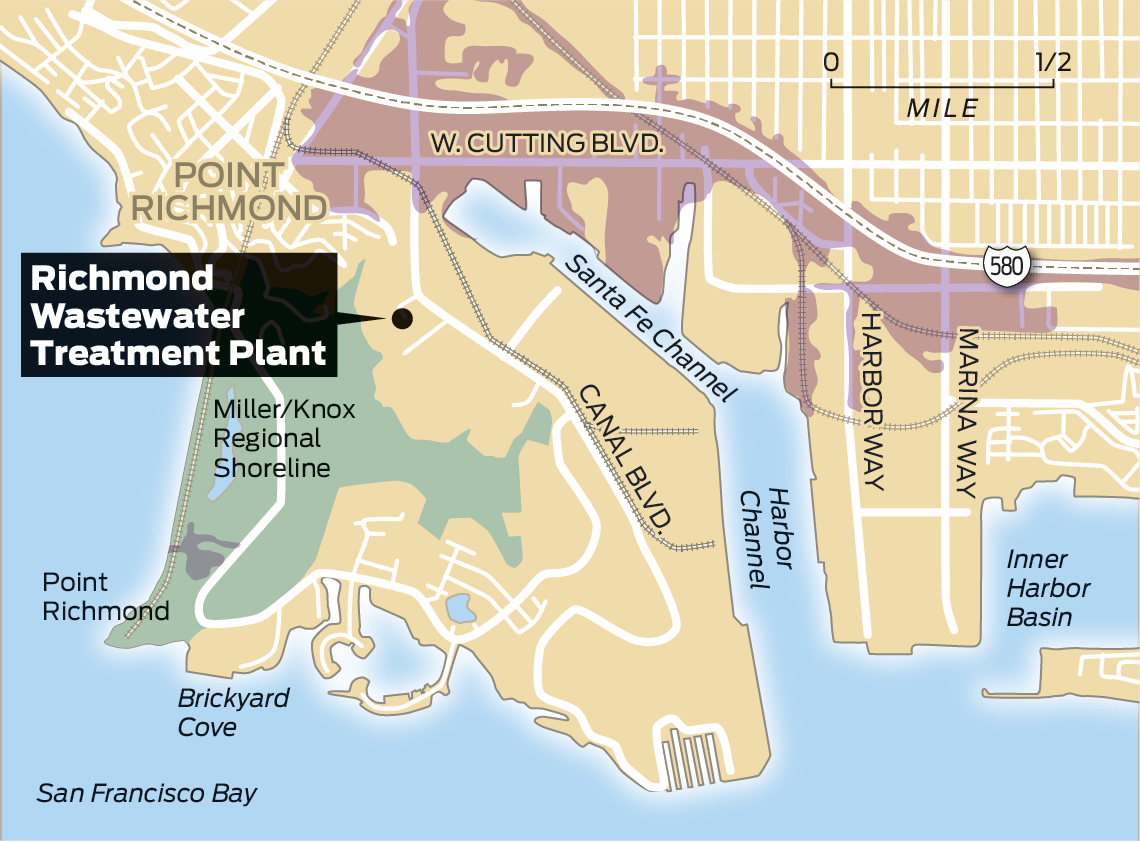 0 1/2
MILE
W. CUTTING BLVD.
POINT
RICHMOND
Richmond
Wastewater
Treatment Plant
580
Santa Fe Channel
HARBOR WAY
MARINA WAY
Miller/Knox
Regional
Shoreline
CANAL BLVD.
Harbor
Channel
Point
Richmond
Inner
Harbor
Basin
Brickyard
Cove
San Francisco Bay